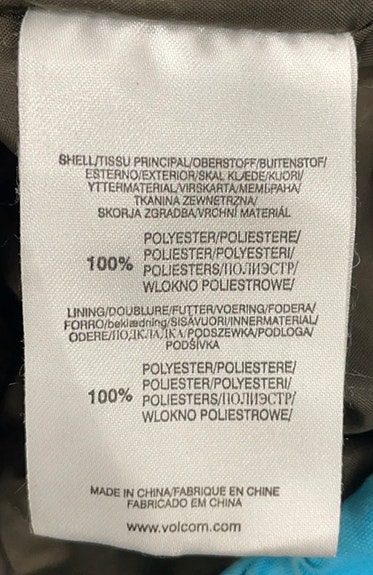 SHELL/TISSU PRINCIPAL/OBERSTOFF/BUITENSTOF/
ESTERNO/EXTERIOR/SKAL KLÆDE/KUORI/
YTTERMATERIAL/VIRSKARTA/МЕМБРАНА/
TKANINA ZEWNETRZNA/
SKORJA ZGRADBA/VRCHNÍ MATERIÁL
100% POLYESTER/POLIESTERE/
POLIESTER/POLYESTERI/
POLIESTERS/ПОЛИЭСТР/
WLOKNO POLIESTROWE/
LINING/DOUBLURE/FUTTER/VOERING/FODERA/
FORRO/beklædning/SISÄVUORI/INNERMATERIAL/
ODERE/ПОДКЛАДКА/PODSZEWKA/PODLOGA/
PODŠÍVKA
100% POLYESTER/POLIESTERE/
POLIESTER/POLYESTERI/
POLIESTERS/ПОЛИЭСТР/
WLOKNO POLIESTROWE/
MADE IN CHINA/FABRIQUE EN CHINE
FABRICADO EM CHINA
www.volcom.com